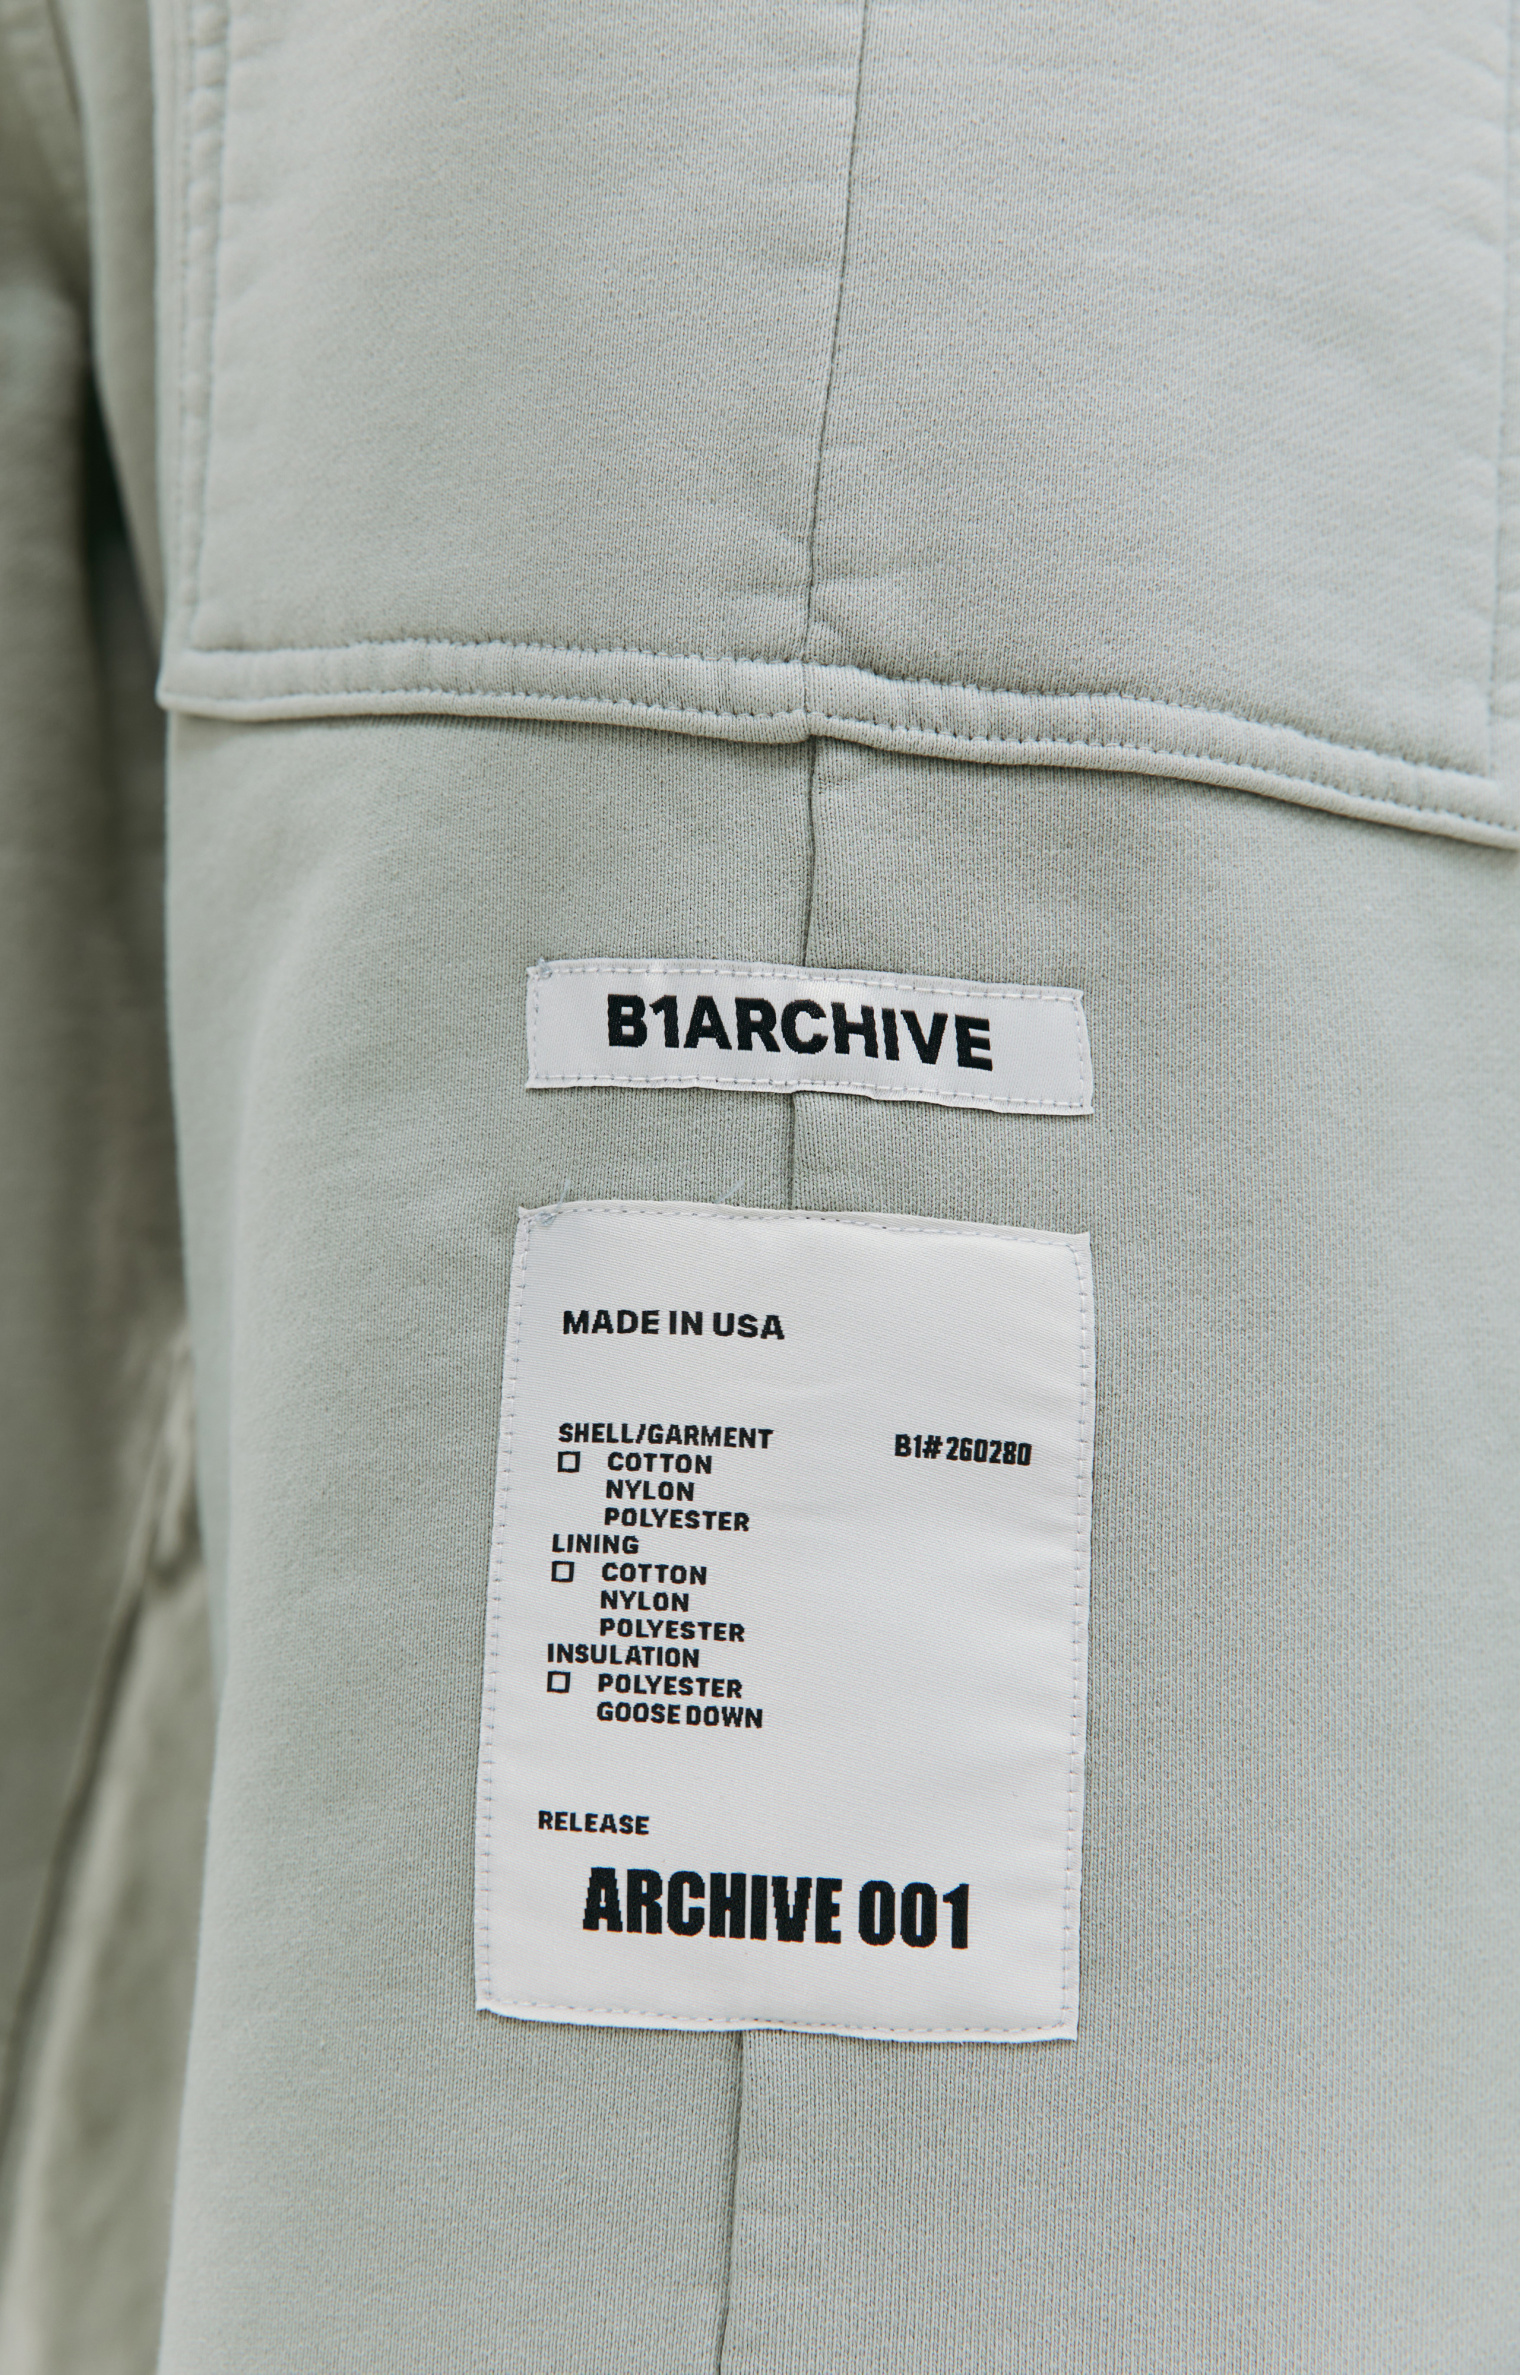 B1ARCHIVE
MADE IN USA
SHELL/GARMENT B1#260280
☐ COTTON
NYLON
POLYESTER
LINING
☐ COTTON
NYLON
POLYESTER
INSULATION
☐ POLYESTER
GOOSE DOWN
RELEASE
ARCHIVE 001